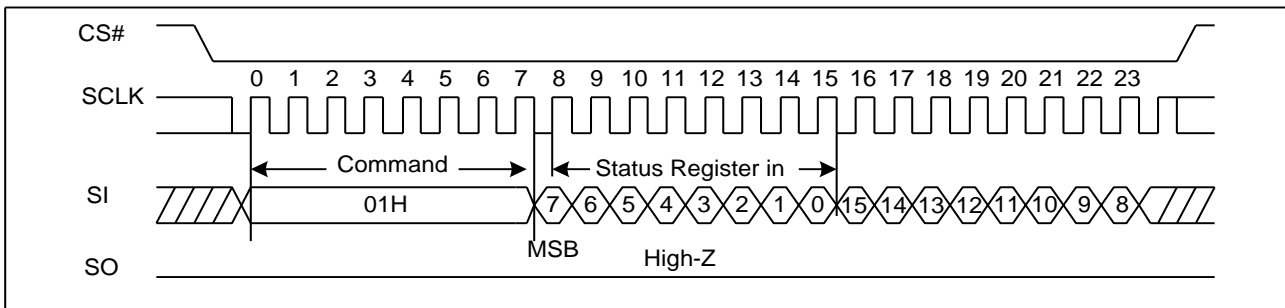 CS#
0 1 2 3 4 5 6 7 8 9 10 11 12 13 14 15 16 17 18 19 20 21 22 23
SCLK
Command Status Register in
SI 01H 7 6 5 4 3 2 1 0 15 14 13 12 11 10 9 8
MSB
SO High-Z